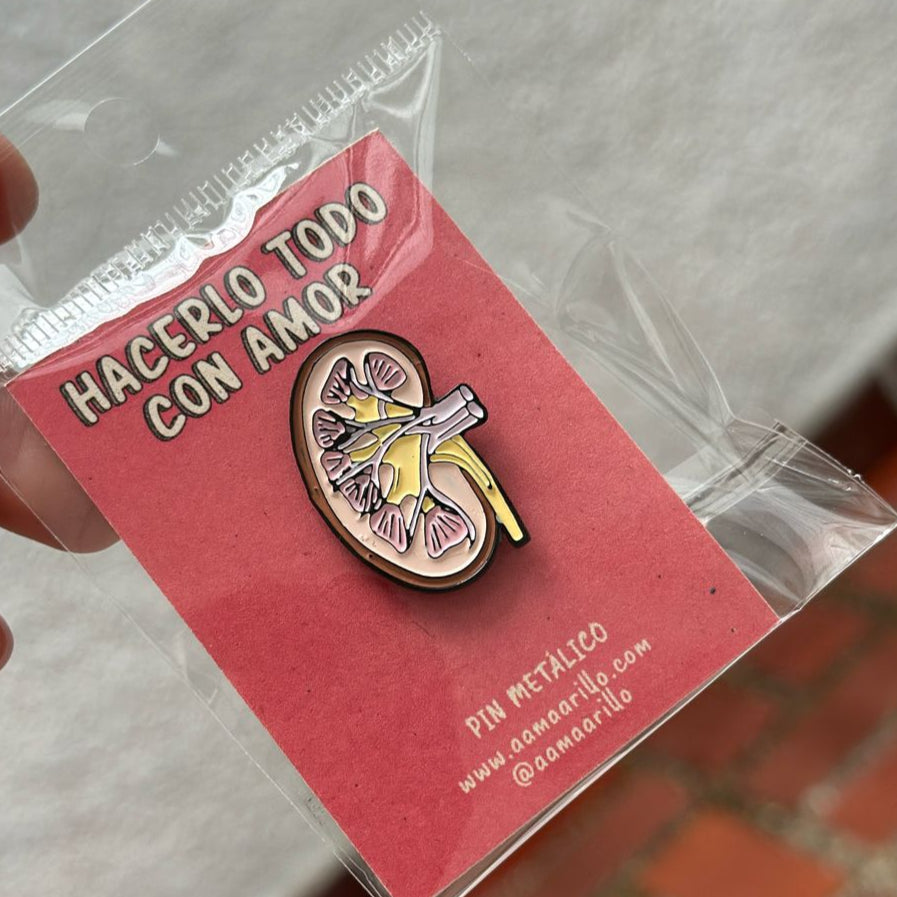 HACERLO TODO
CON AMOR
PIN METÁLICO
www.aamaarillo.com
@aamaarillo